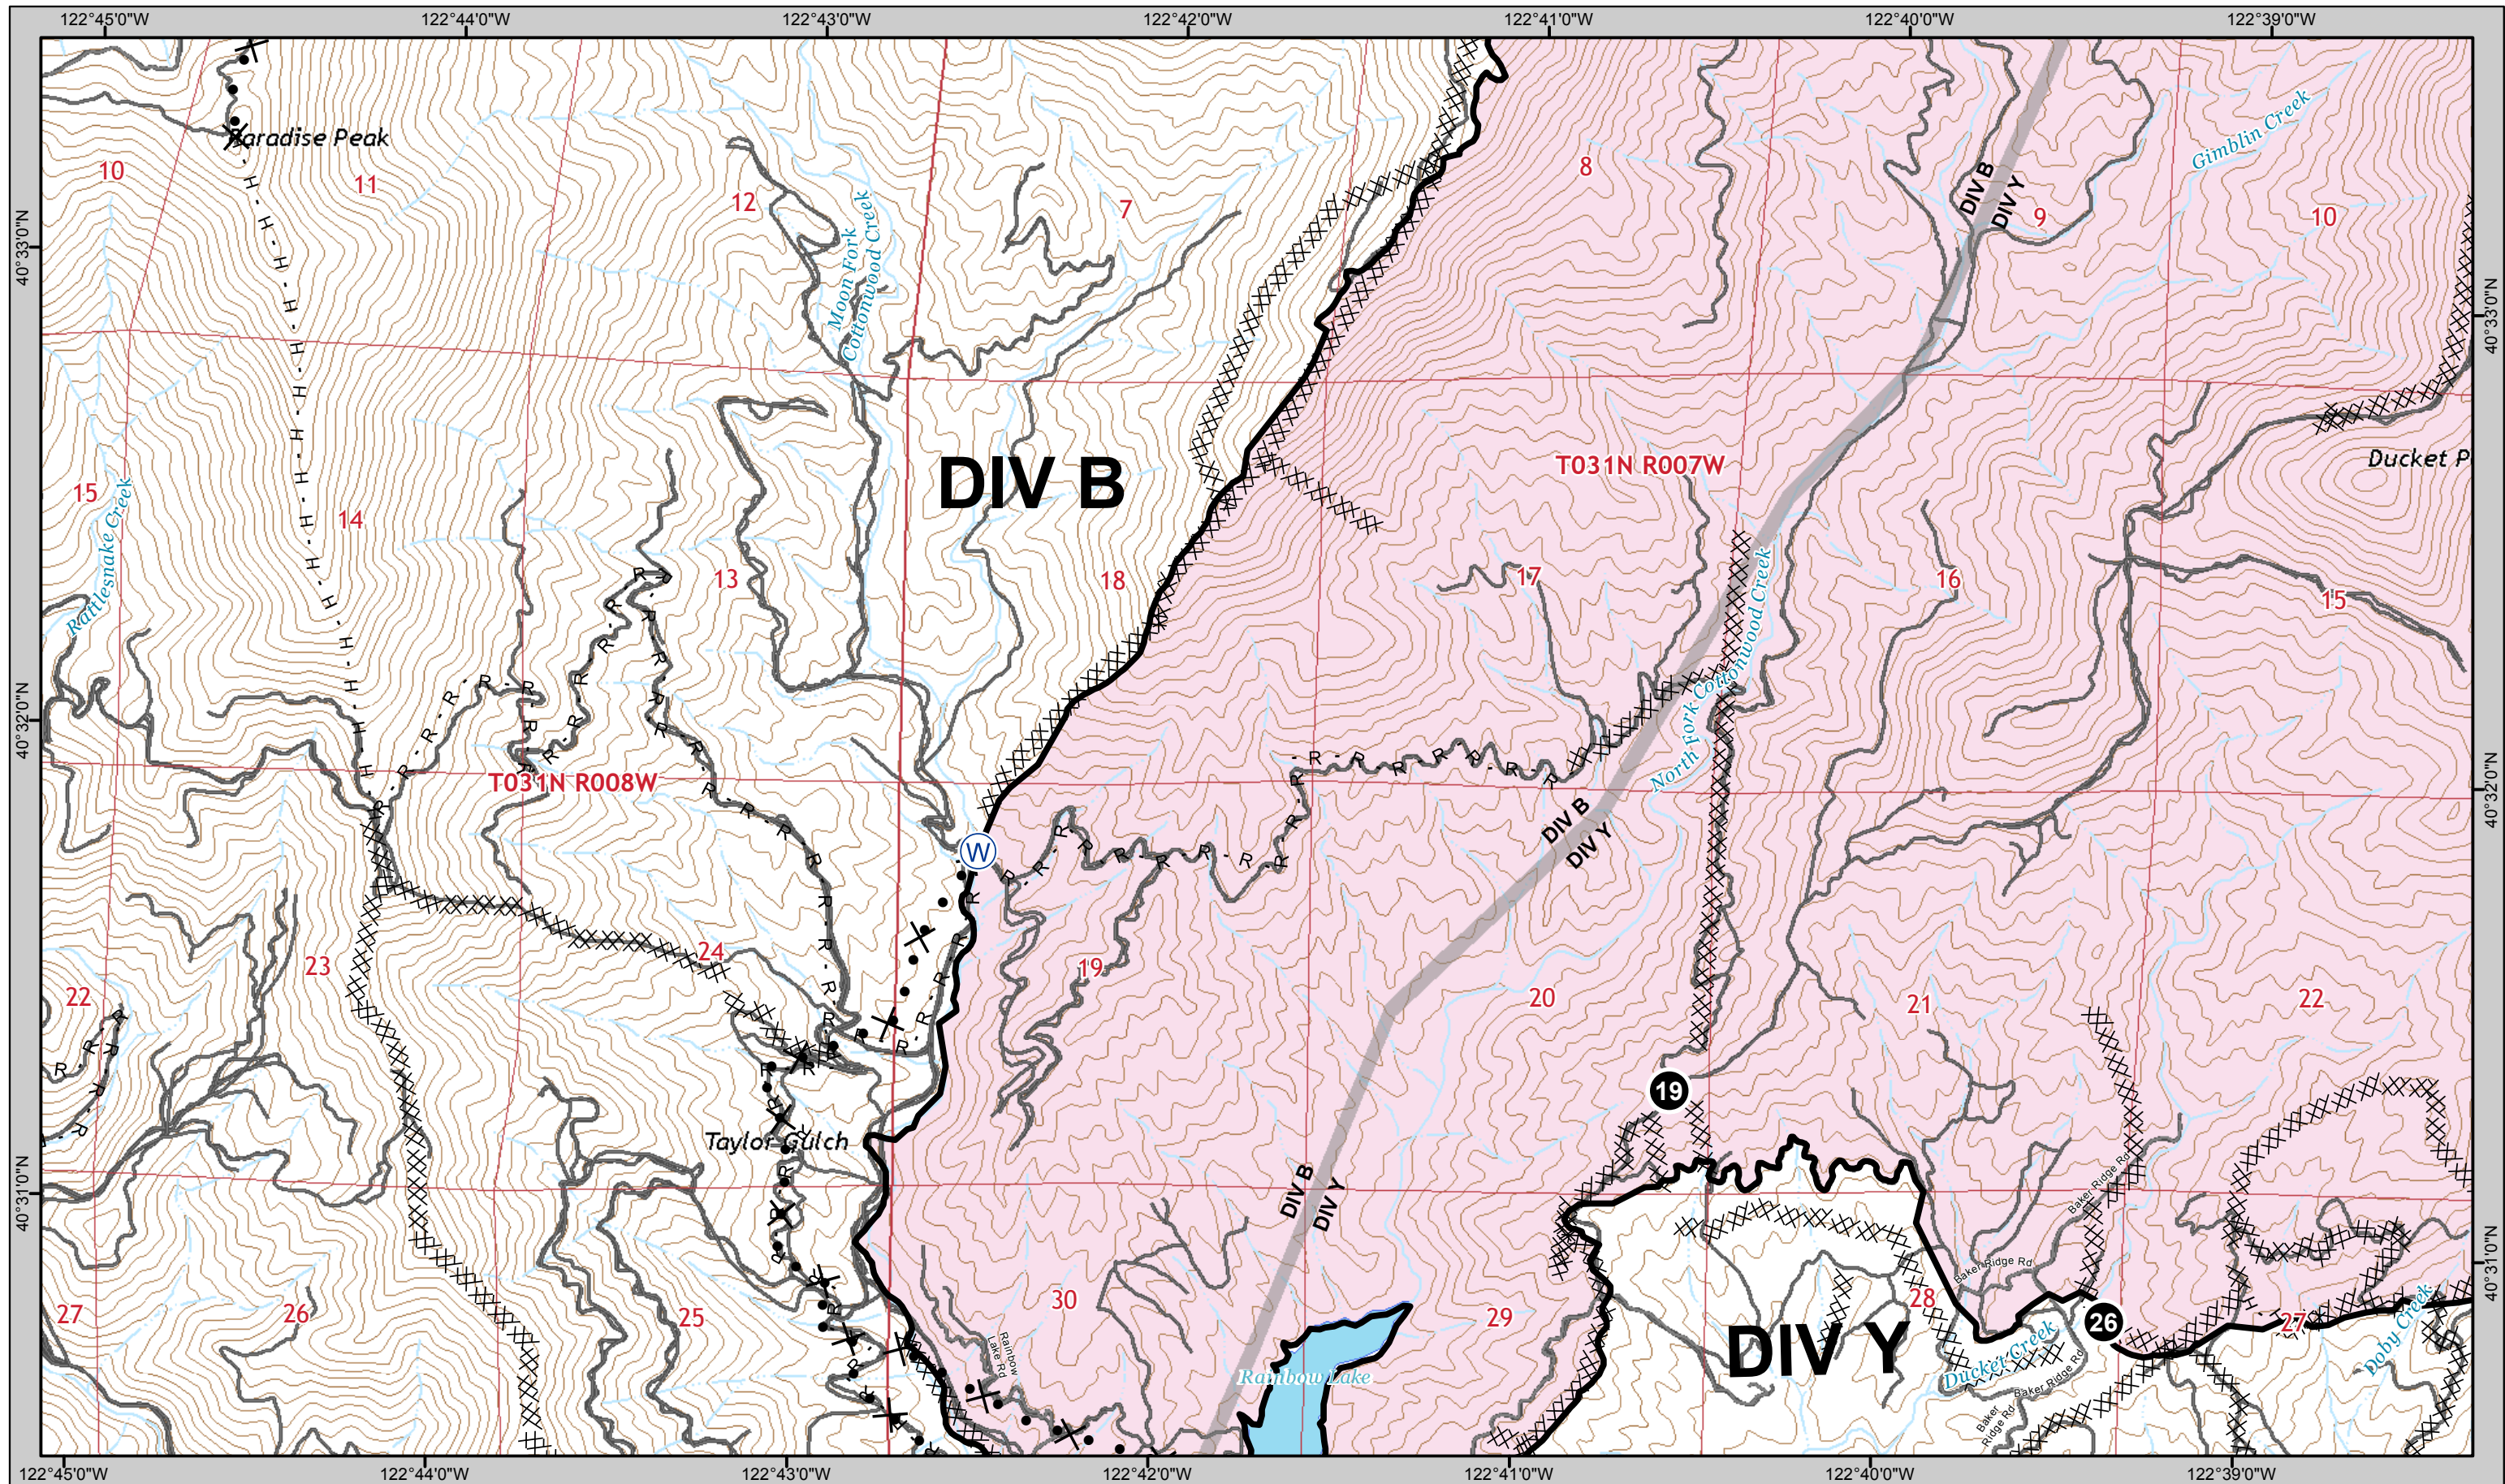 122°45'0"W
122°44'0"W
122°43'0"W
122°42'0"W
122°41'0"W
122°40'0"W
122°39'0"W
Paradise Peak
10
11
12
7
8
9
10
Gimblin Creek
DIV B
DIV Y
Moon Fork
Cottonwood Creek
40°33'0"N
40°33'0"N
DIV B
T031N R007W
Ducket P
15
14
Rattlesnake Creek
13
18
17
16
15
North Fork Cottonwood Creek
40°32'0"N
40°32'0"N
T031N R008W
DIV B
DIV Y
W
24
23
22
19
20
21
22
19
Taylor Gulch
40°31'0"N
40°31'0"N
DIV B
DIV Y
Baker Ridge Rd
Baker Ridge Rd
27
26
25
30
29
28
27
26
DIV Y
Rainbow
Lake Rd
Rainbow Lake
Ducket Creek
Doby Creek
Baker Ridge Rd
Baker
Ridge Rd
122°45'0"W
122°44'0"W
122°43'0"W
122°42'0"W
122°41'0"W
122°40'0"W
122°39'0"W